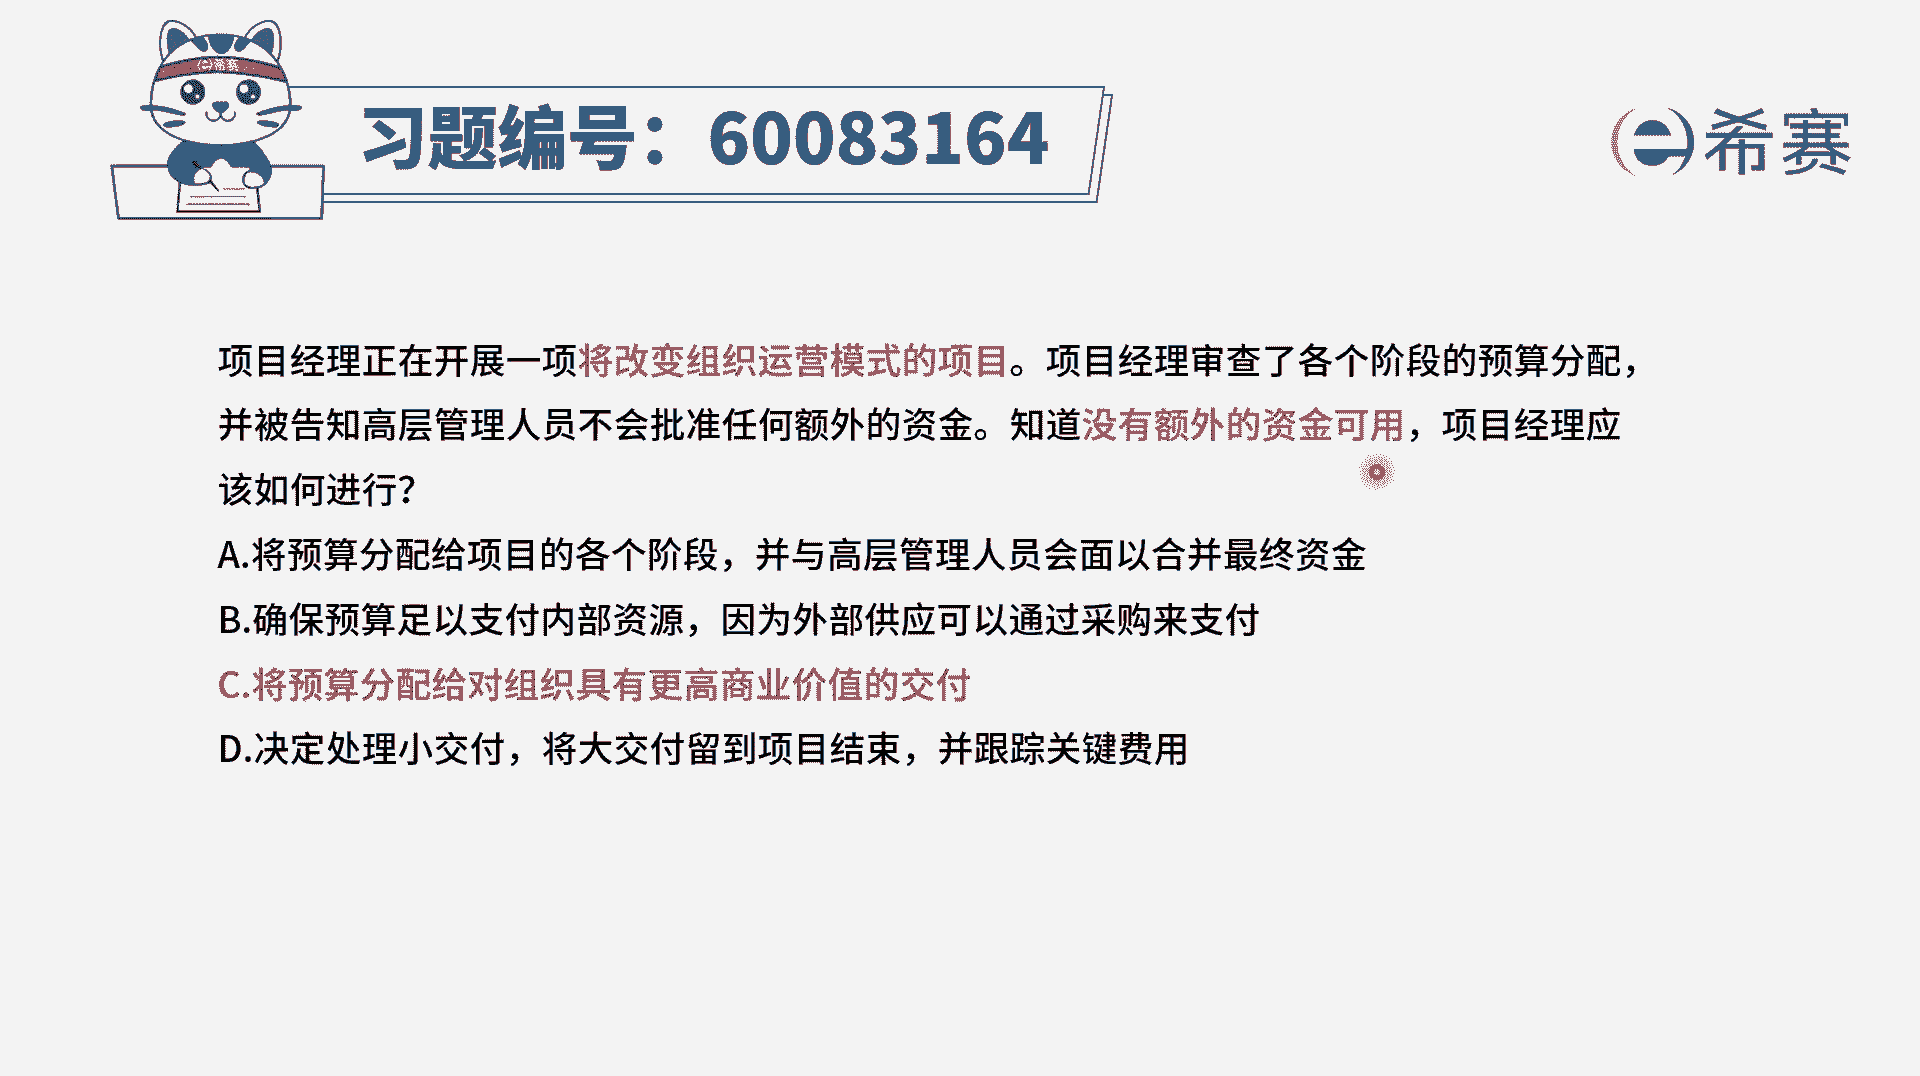 希赛
习题编号：60083164
希赛
项目经理正在开展一项将改变组织运营模式的项目。项目经理审查了各个阶段的预算分配，
并被告知高层管理人员不会批准任何额外的资金。知道没有额外的资金可用，项目经理应
该如何进行？
A.将预算分配给项目的各个阶段，并与高层管理人员会面以合并最终资金
B.确保预算足以支付内部资源，因为外部供应可以通过采购来支付
C.将预算分配给对组织具有更高商业价值的交付
D.决定处理小交付，将大交付留到项目结束，并跟踪关键费用